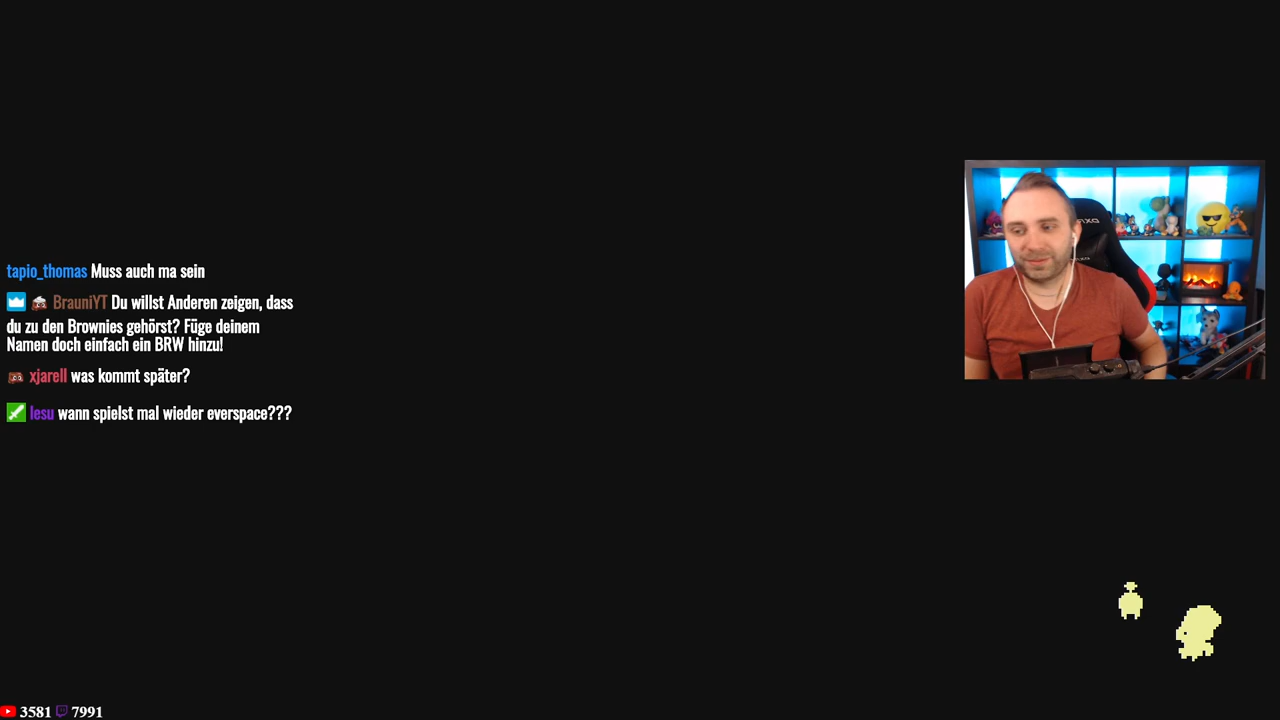 tapio_thomas Muss auch ma sein
BrauniYT Du willst Anderen zeigen, dass
du zu den Brownies gehörst? Füge deinem
Namen doch einfach ein BRW hinzu!
xjarell was kommt später?
lesu wann spielst mal wieder everspace???
3581 7991